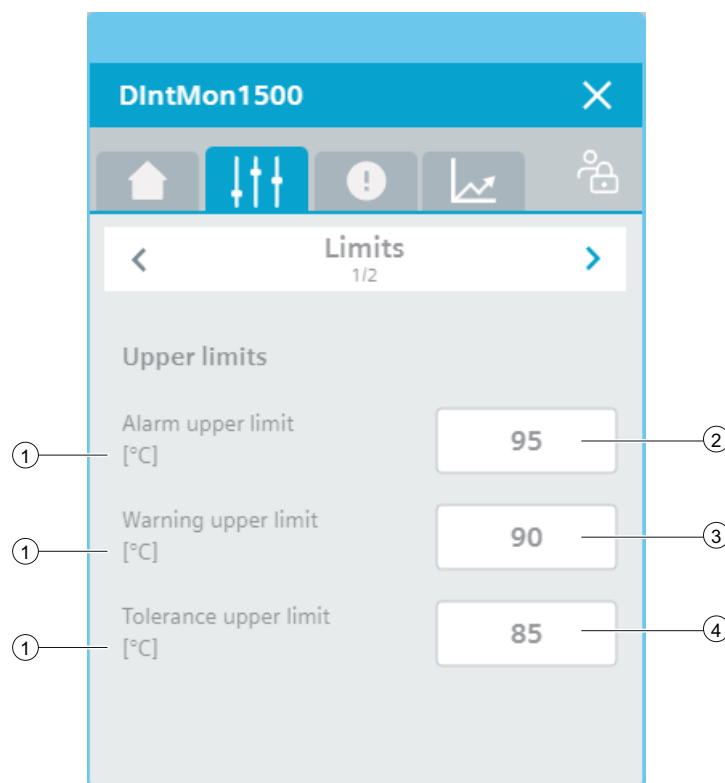 DIntMon1500
Limits
1/2
Upper limits
Alarm upper limit
[°C]
95
1
2
Warning upper limit
[°C]
90
1
3
Tolerance upper limit
[°C]
85
1
4